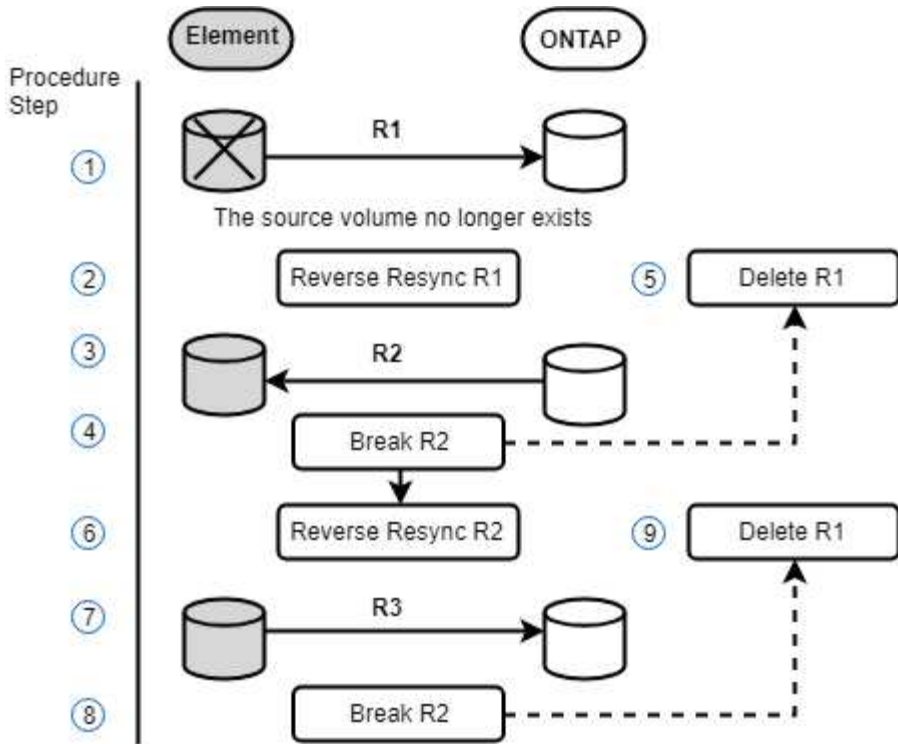 Element
ONTAP
Procedure
Step
R1
1
The source volume no longer exists
2
Reverse Resync R1
5
Delete R1
3
R2
4
Break R2
6
Reverse Resync R2
9
Delete R1
7
R3
8
Break R2